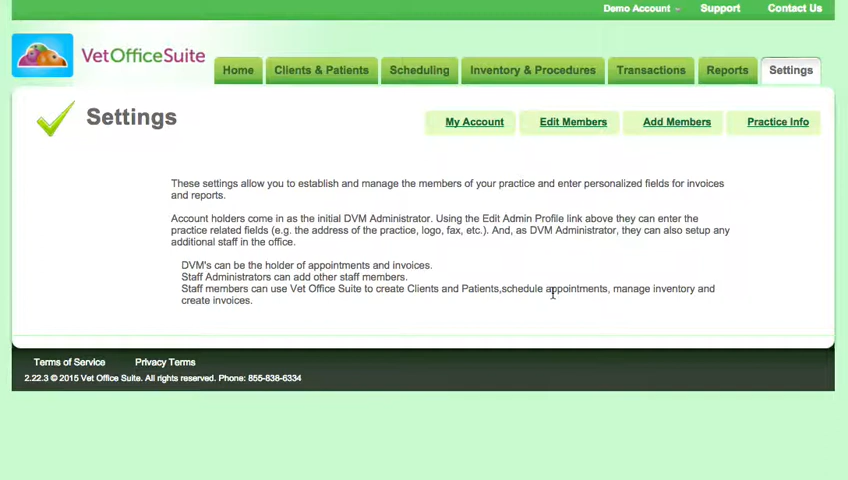 Demo Account Support Contact Us
VetOfficeSuite
Home Clients & Patients Scheduling Inventory & Procedures Transactions Reports Settings
Settings
My Account Edit Members Add Members Practice Info
These settings allow you to establish and manage the members of your practice and enter personalized fields for invoices
and reports.
Account holders come in as the initial DVM Administrator. Using the Edit Admin Profile link above they can enter the
practice related fields (e.g. the address of the practice, logo, fax, etc.). And, as DVM Administrator, they can also setup any
additional staff in the office.
DVM's can be the holder of appointments and invoices.
Staff Administrators can add other staff members.
Staff members can use Vet Office Suite to create Clients and Patients,schedule appointments, manage inventory and
create invoices.
Terms of Service Privacy Terms
2.22.3 © 2015 Vet Office Suite. All rights reserved. Phone: 855-838-6334